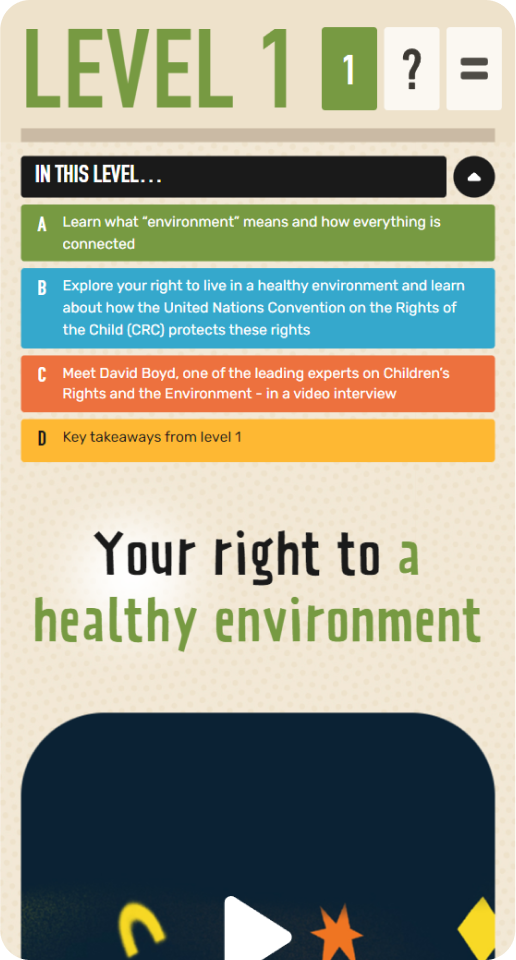 LEVEL 1
1
?
IN THIS LEVEL...
A Learn what “environment” means and how everything is
connected
B Explore your right to live in a healthy environment and learn
about how the United Nations Convention on the Rights of
the Child (CRC) protects these rights
C Meet David Boyd, one of the leading experts on Children’s
Rights and the Environment - in a video interview
D Key takeaways from level 1
Your right to a
healthy environment